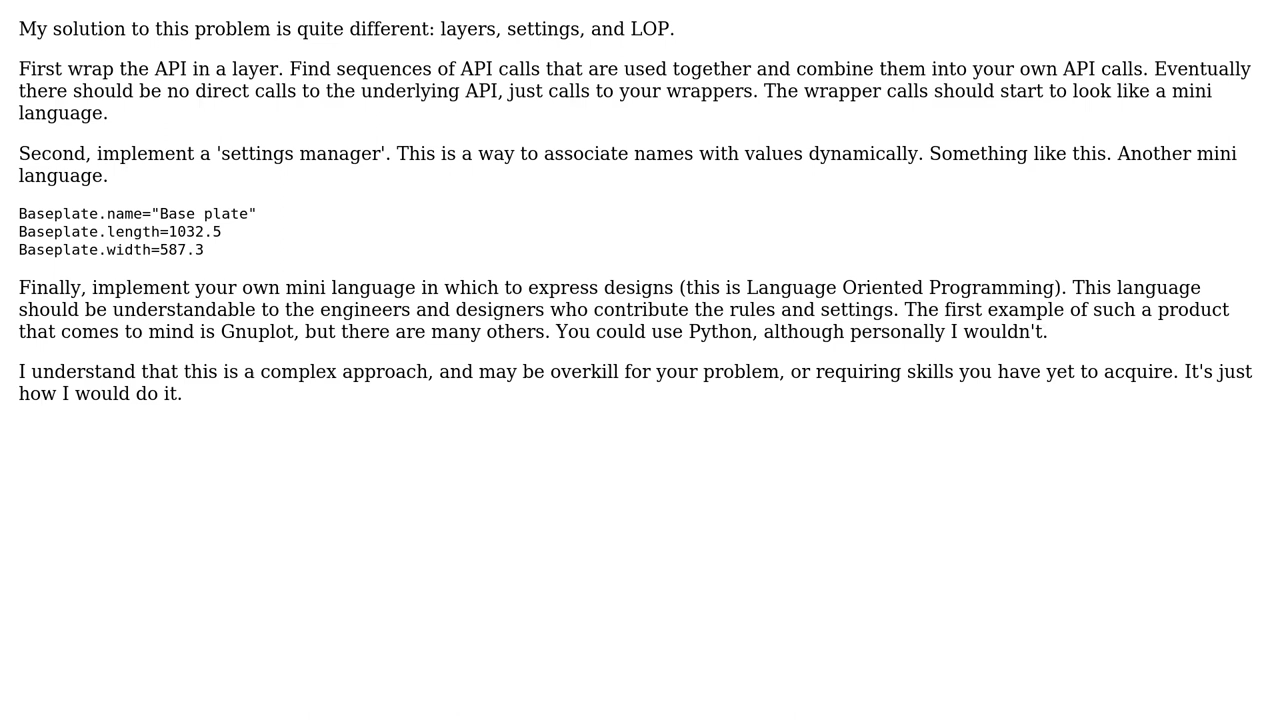 My solution to this problem is quite different: layers, settings, and LOP.
First wrap the API in a layer. Find sequences of API calls that are used together and combine them into your own API calls. Eventually
there should be no direct calls to the underlying API, just calls to your wrappers. The wrapper calls should start to look like a mini
language.
Second, implement a 'settings manager'. This is a way to associate names with values dynamically. Something like this. Another mini
language.
Baseplate.name="Base plate"
Baseplate.length=1032.5
Baseplate.width=587.3
Finally, implement your own mini language in which to express designs (this is Language Oriented Programming). This language
should be understandable to the engineers and designers who contribute the rules and settings. The first example of such a product
that comes to mind is Gnuplot, but there are many others. You could use Python, although personally I wouldn't.
I understand that this is a complex approach, and may be overkill for your problem, or requiring skills you have yet to acquire. It's just
how I would do it.